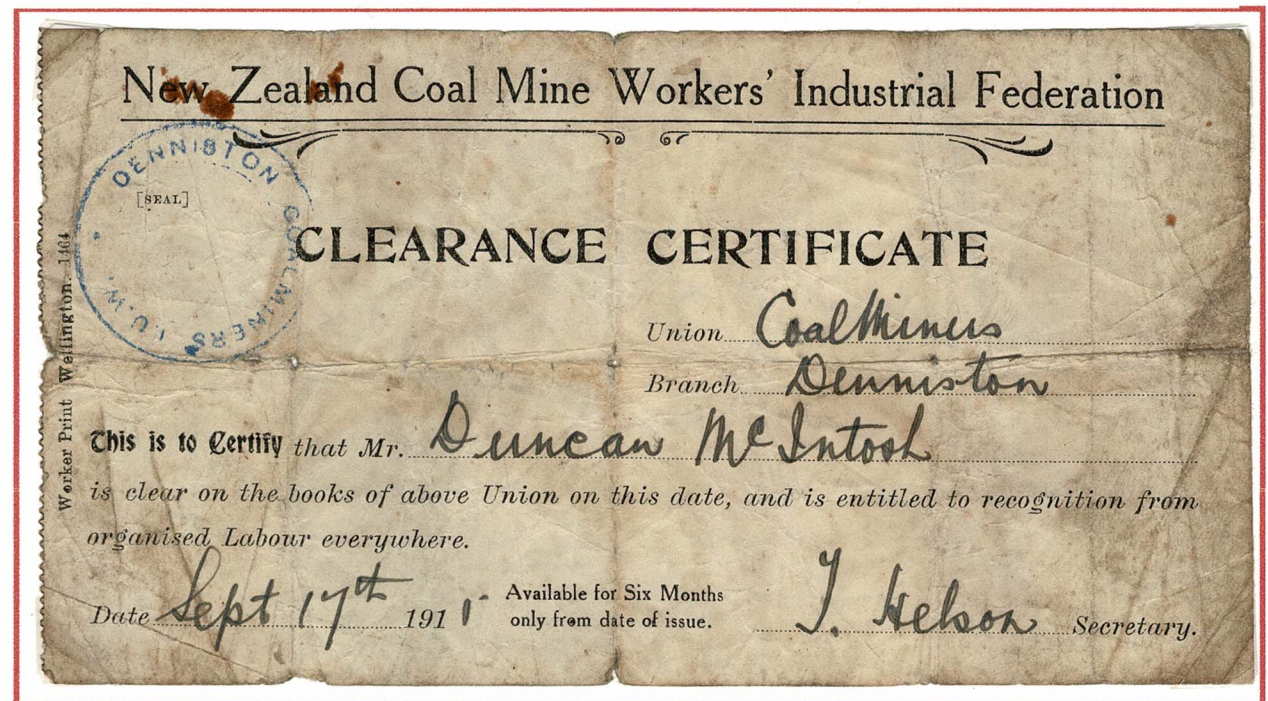 New Zealand Coal Mine Workers' Industrial Federation
DENNISTON COALMINERS I.U.W.
[SEAL]
CLEARANCE CERTIFICATE
Union Coal Miners
Branch Denniston
This is to Certify that Mr. Duncan McIntosh
is clear on the books of above Union on this date, and is entitled to recognition from
organised Labour everywhere.
Date Sept 17th 191
Available for Six Months
only from date of issue.
Helson Secretary.
Worker Print Wellington. 1464